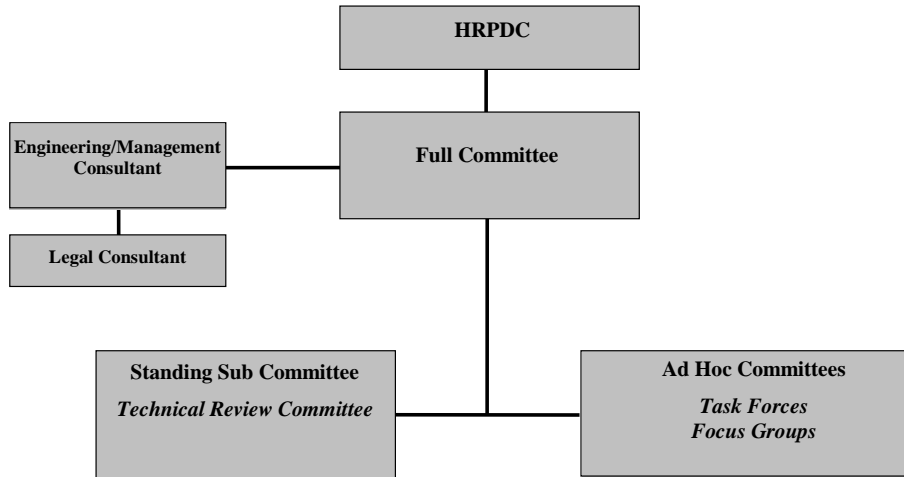 HRPDC
Full Committee
Engineering/Management
Consultant
Legal Consultant
Standing Sub Committee
Technical Review Committee
Ad Hoc Committees
Task Forces
Focus Groups